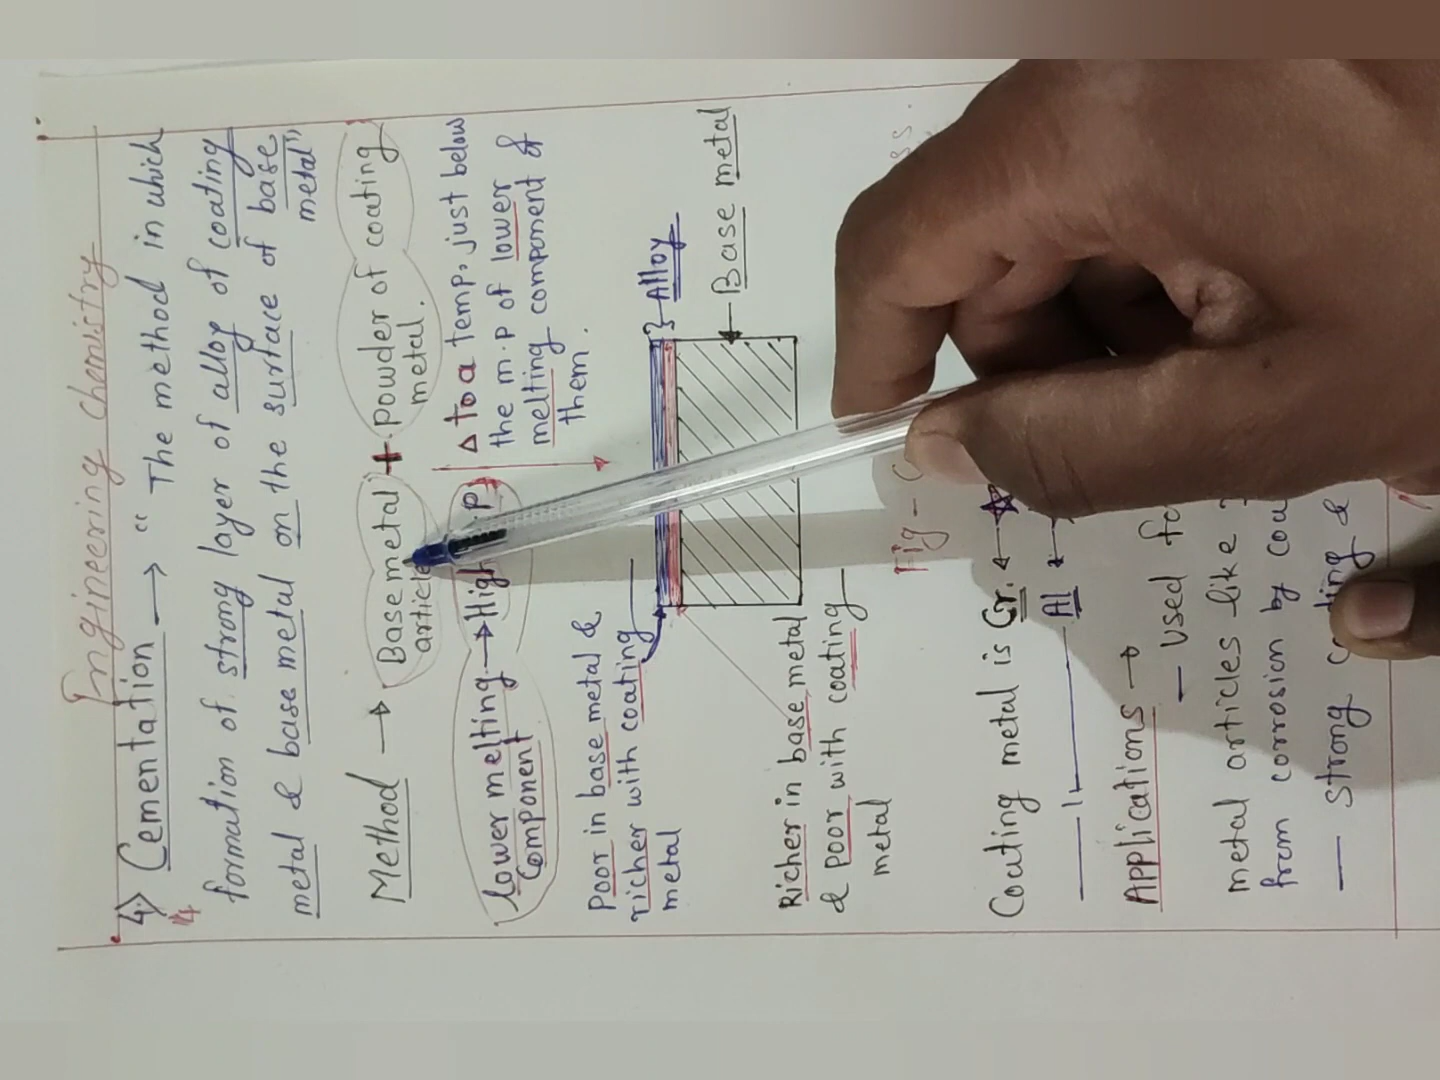 Engineering Chemistry
4) Cementation → " The method in which
formation of strong layer of alloy of coating
metal & base metal on the surface of base
metal"
Method → Base metal + Powder of coating
article metal.
Lower melting → High
Component
Δ to a temp. just below
the m.p of lower
melting component of
them.
Poor in base metal &
richer with coating
metal
Alloy
Base metal
Richer in base metal
& poor with coating
metal
Fig -
Coating metal is Cr.
Al
Applications →
— Used
metal articles like
from corrosion by
— strong &